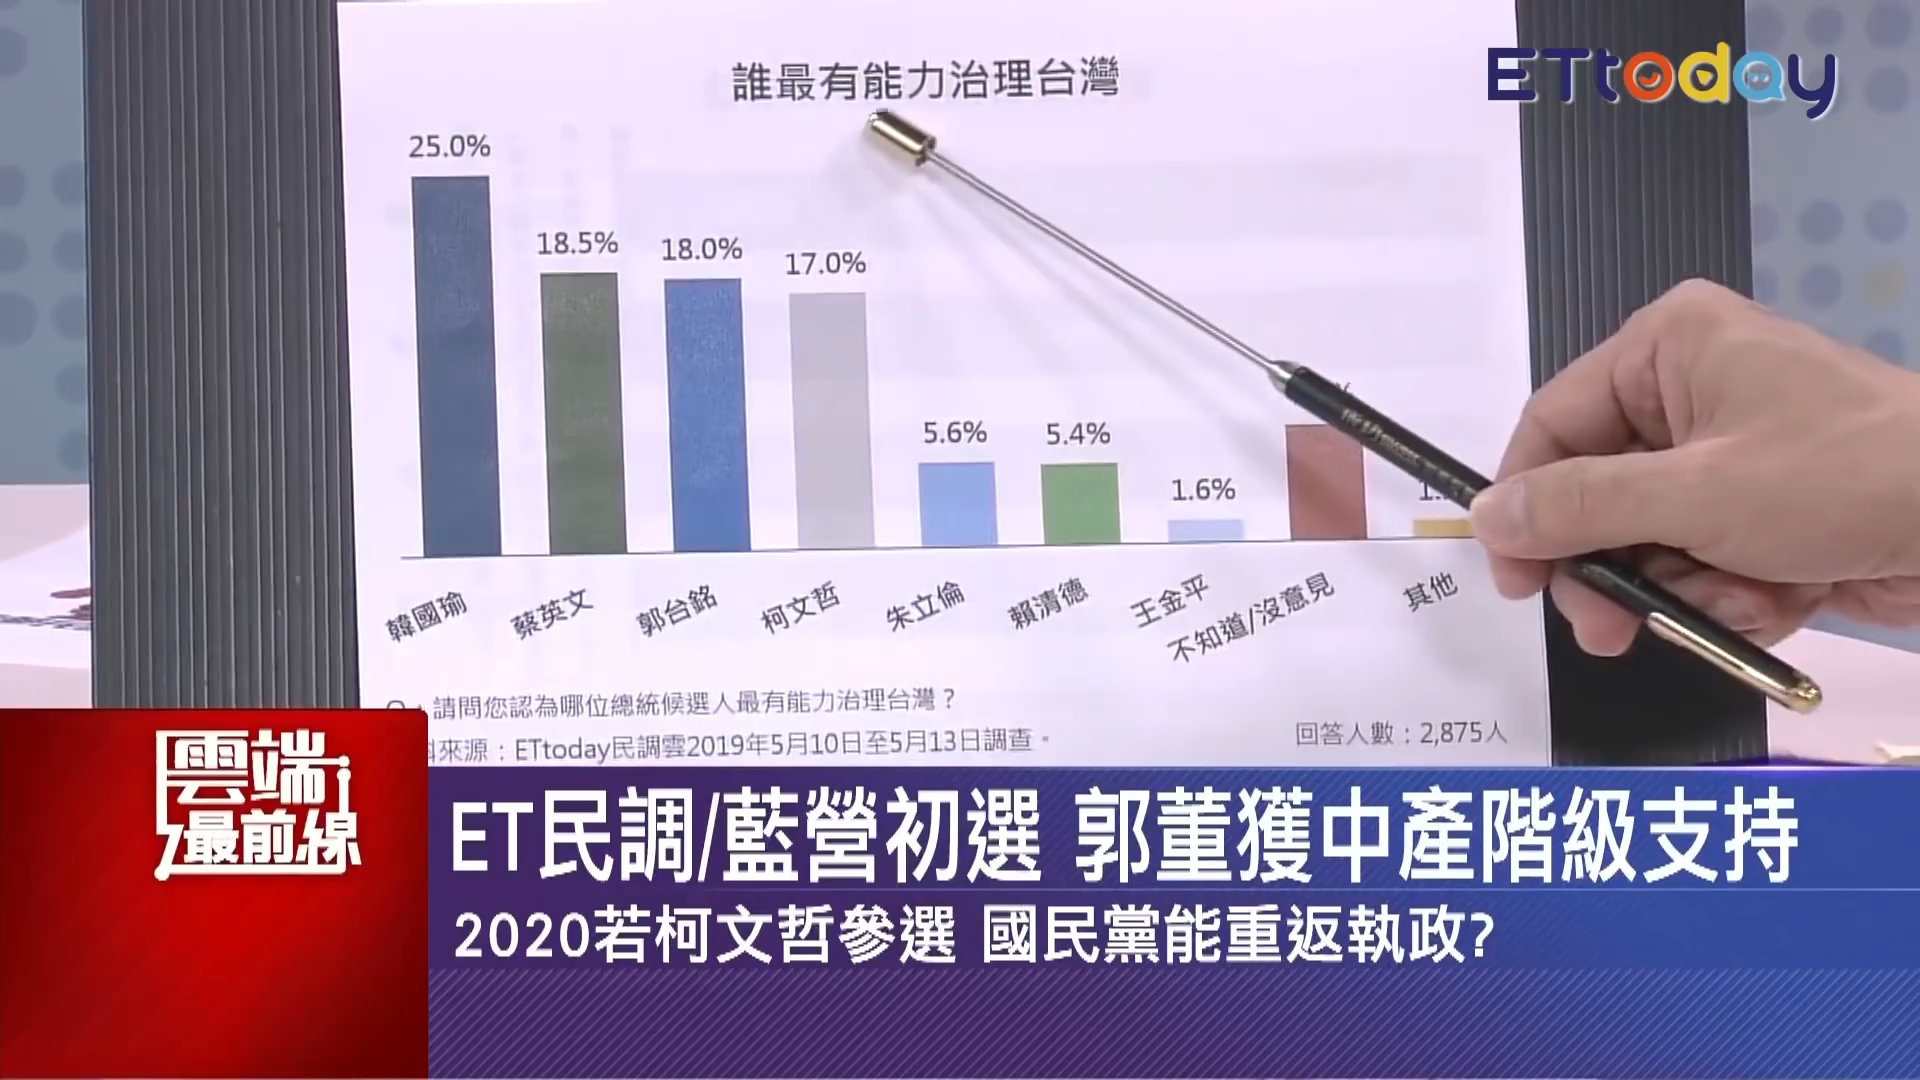 ETtoday
誰最有能力治理台灣
25.0%
18.5%
18.0%
17.0%
5.6%
5.4%
1.6%
韓國瑜
蔡英文
郭台銘
柯文哲
朱立倫
賴清德
王金平
不知道/沒意見
其他
請問您認為哪位總統候選人最有能力治理台灣？
來源：ETtoday民調雲2019年5月10日至5月13日調查。
回答人數：2,875人
雲端
最前線
ET民調/藍營初選 郭董獲中產階級支持
2020若柯文哲參選 國民黨能重返執政?